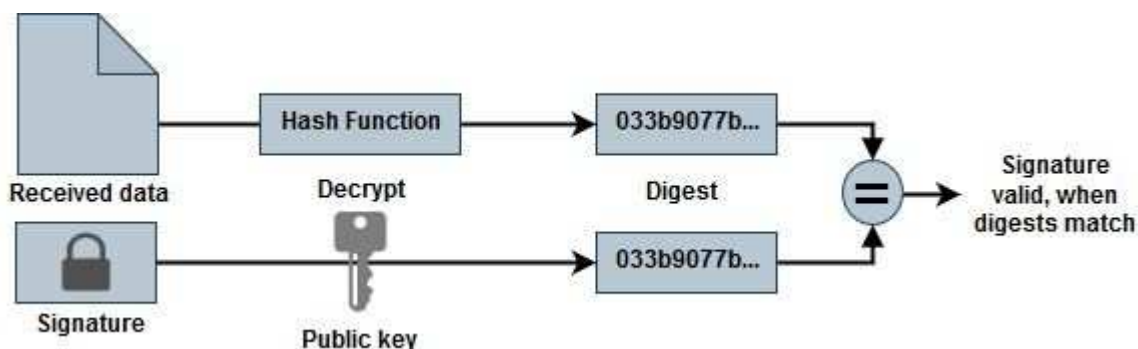 Hash Function
033b9077b...
Received data
Decrypt
Digest
Signature
valid, when
digests match
033b9077b...
Signature
Public key